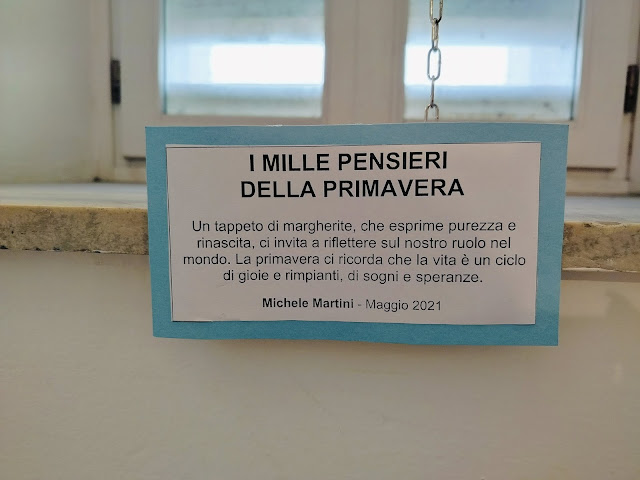 I MILLE PENSIERI
DELLA PRIMAVERA
Un tappeto di margherite, che esprime purezza e
rinascita, ci invita a riflettere sul nostro ruolo nel
mondo. La primavera ci ricorda che la vita è un ciclo
di gioie e rimpianti, di sogni e speranze.
Michele Martini - Maggio 2021